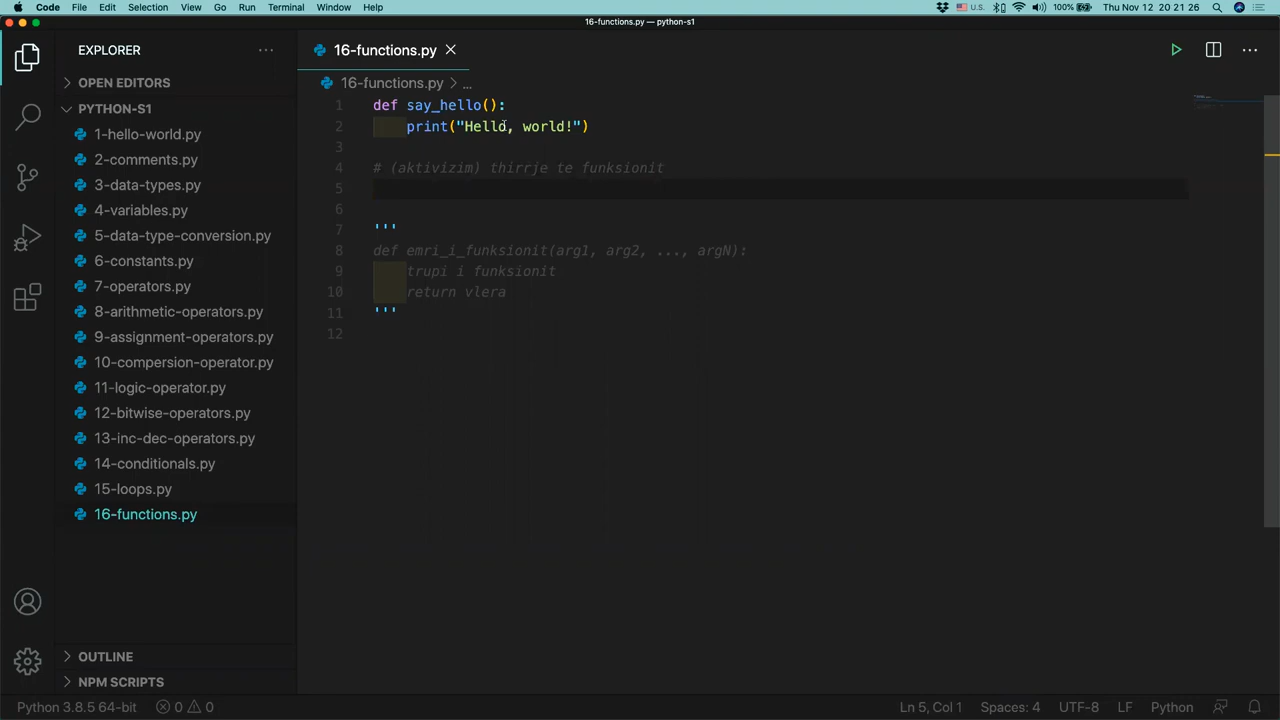 Code File Edit Selection View Go Run Terminal Window Help U.S. 100% Thu Nov 12 20:21:26
16-functions.py — python-s1
EXPLORER
16-functions.py
OPEN EDITORS
16-functions.py > ...
PYTHON-S1
1-hello-world.py
2-comments.py
3-data-types.py
4-variables.py
5-data-type-conversion.py
6-constants.py
7-operators.py
8-arithmetic-operators.py
9-assignment-operators.py
10-compersion-operator.py
11-logic-operator.py
12-bitwise-operators.py
13-inc-dec-operators.py
14-conditionals.py
15-loops.py
16-functions.py
OUTLINE
NPM SCRIPTS
1 def say_hello():
2 print("Hello, world!")
3
4 # (aktivizim) thirrje te funksionit
5
6
7 '''
8 def emri_i_funksionit(arg1, arg2, ..., argN):
9 trupi i funksionit
10 return vlera
11 '''
12
Python 3.8.5 64-bit 0 0 Ln 5, Col 1 Spaces: 4 UTF-8 LF Python